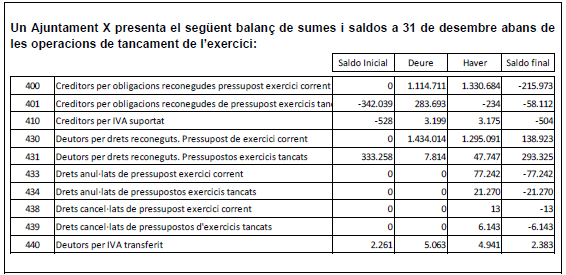 Un Ajuntament X presenta el següent balanç de sumes i saldos a 31 de desembre abans de
les operacions de tancament de l'exercici:
Saldo Inicial Deure Haver Saldo final
400 Creditors per obligacions reconegudes pressupost exercici corrent 0 1.114.711 1.330.684 -215.973
401 Creditors per obligacions reconegudes de pressupost exercicis tan -342.039 283.693 -234 -58.112
410 Creditors per IVA suportat -528 3.199 3.175 -504
430 Deutors per drets reconeguts. Pressupost de exercici corrent 0 1.434.014 1.295.091 138.923
431 Deutors per drets reconeguts. Pressupostos exercicis tancats 333.258 7.814 47.747 293.325
433 Drets anul·lats de pressupost exercici corrent 0 0 77.242 -77.242
434 Drets anul·lats de pressupostos exercicis tancats 0 0 21.270 -21.270
438 Drets cancel·lats de pressupost exercici corrent 0 0 13 -13
439 Drets cancel·lats de pressupostos d'exercicis tancats 0 0 6.143 -6.143
440 Deutors per IVA transferit 2.261 5.063 4.941 2.383